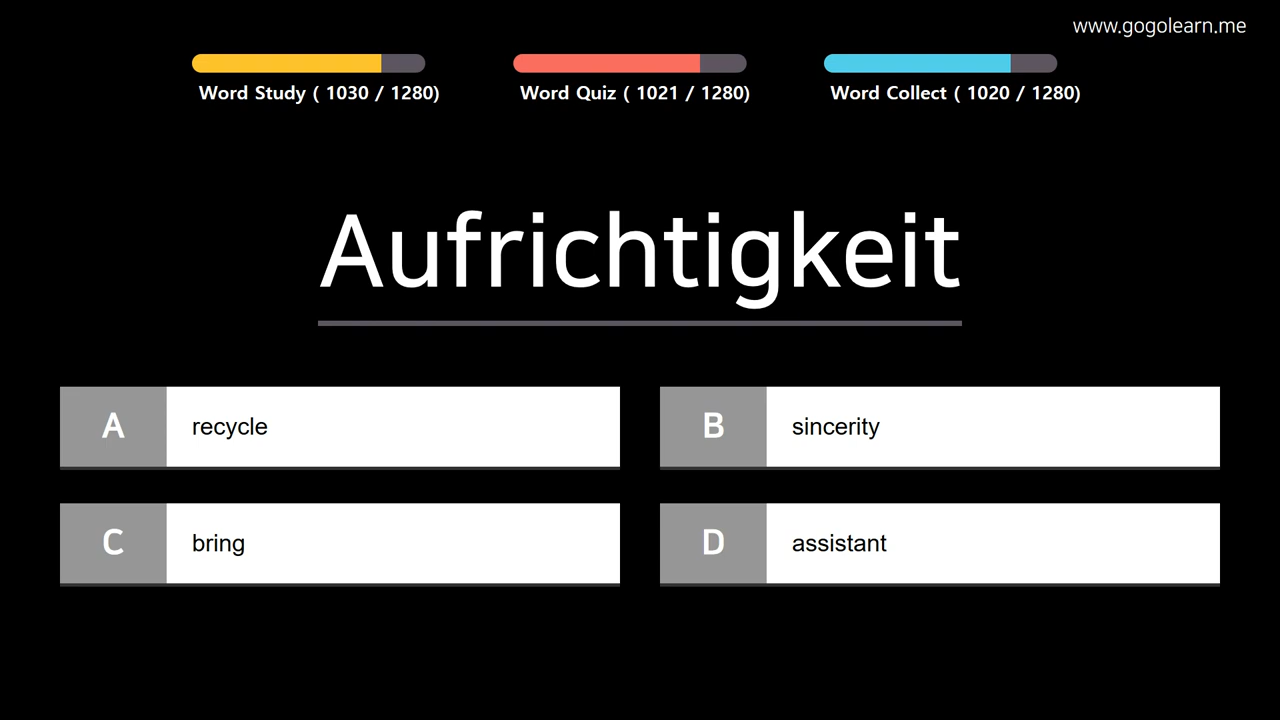 www.gogolearn.me
Word Study ( 1030 / 1280)
Word Quiz ( 1021 / 1280)
Word Collect ( 1020 / 1280)
Aufrichtigkeit
A recycle
B sincerity
C bring
D assistant